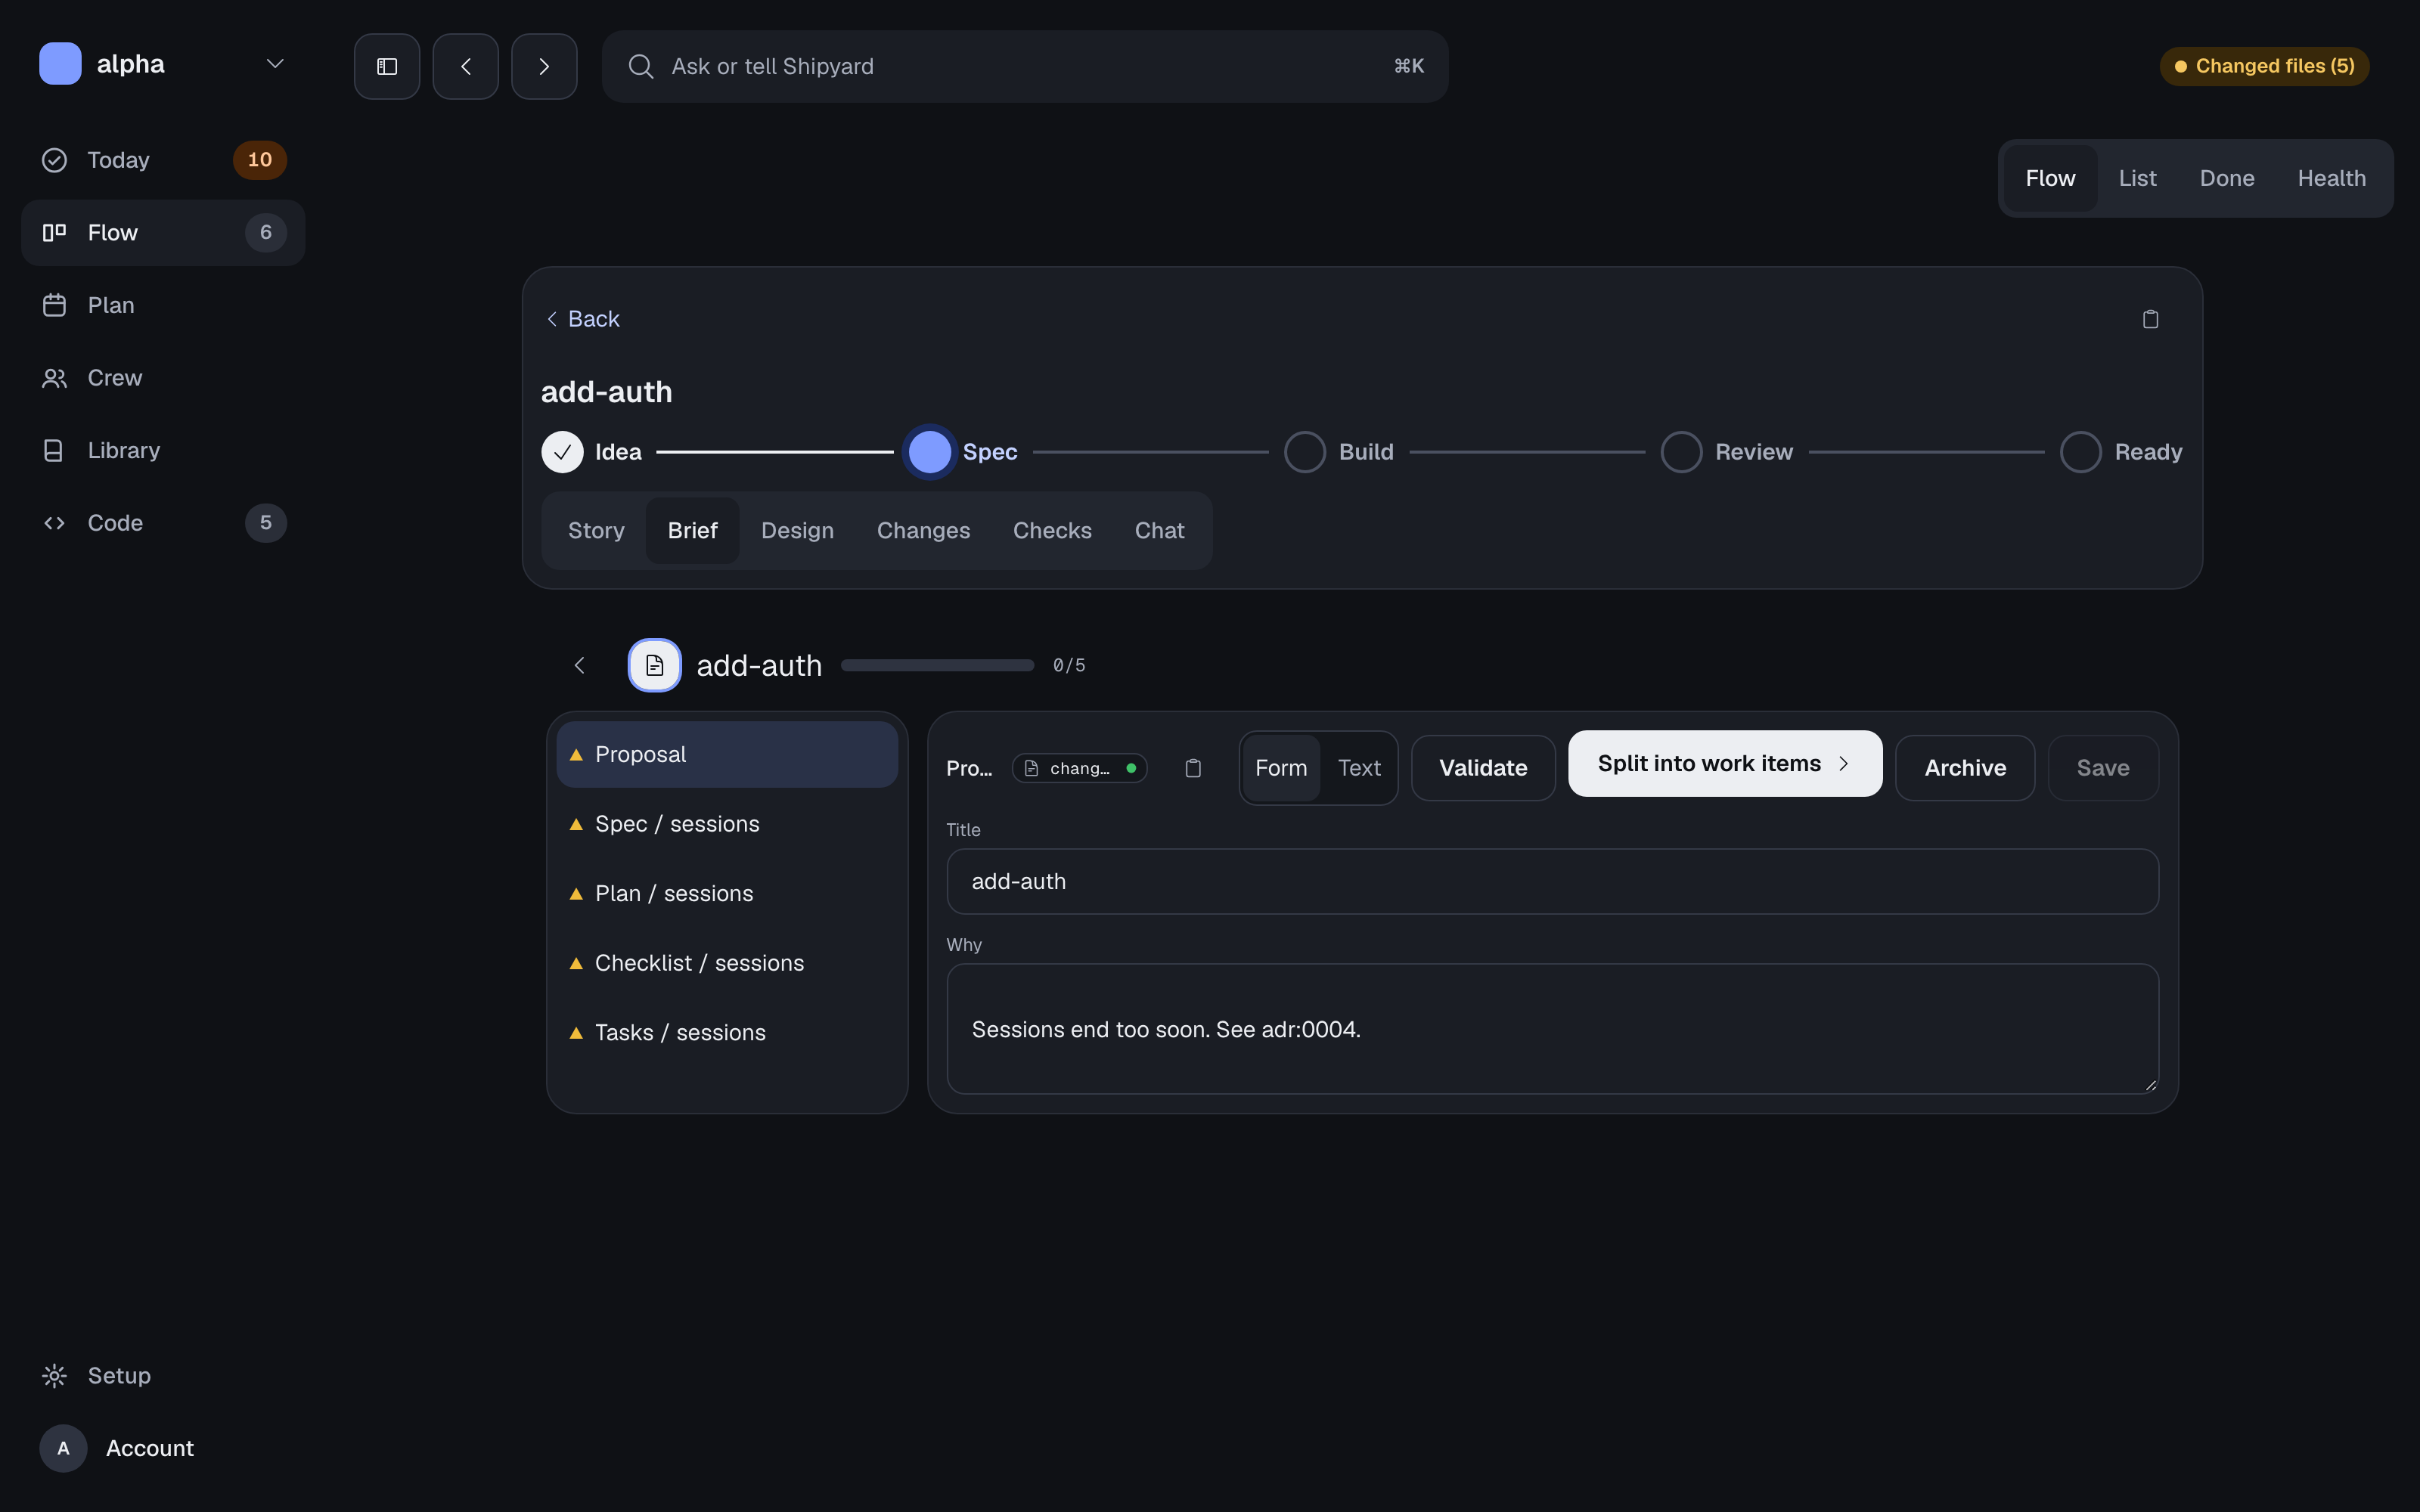 alpha
Ask or tell Shipyard
⌘K
Changed files (5)
Today
10
Flow
6
Plan
Crew
Library
Code
5
Flow
List
Done
Health
Back
add-auth
Idea
Spec
Build
Review
Ready
Story
Brief
Design
Changes
Checks
Chat
add-auth
0/5
Proposal
Spec / sessions
Plan / sessions
Checklist / sessions
Tasks / sessions
Pro...
chang...
Form
Text
Validate
Split into work items
Archive
Save
Title
add-auth
Why
Sessions end too soon. See adr:0004.
Setup
A
Account